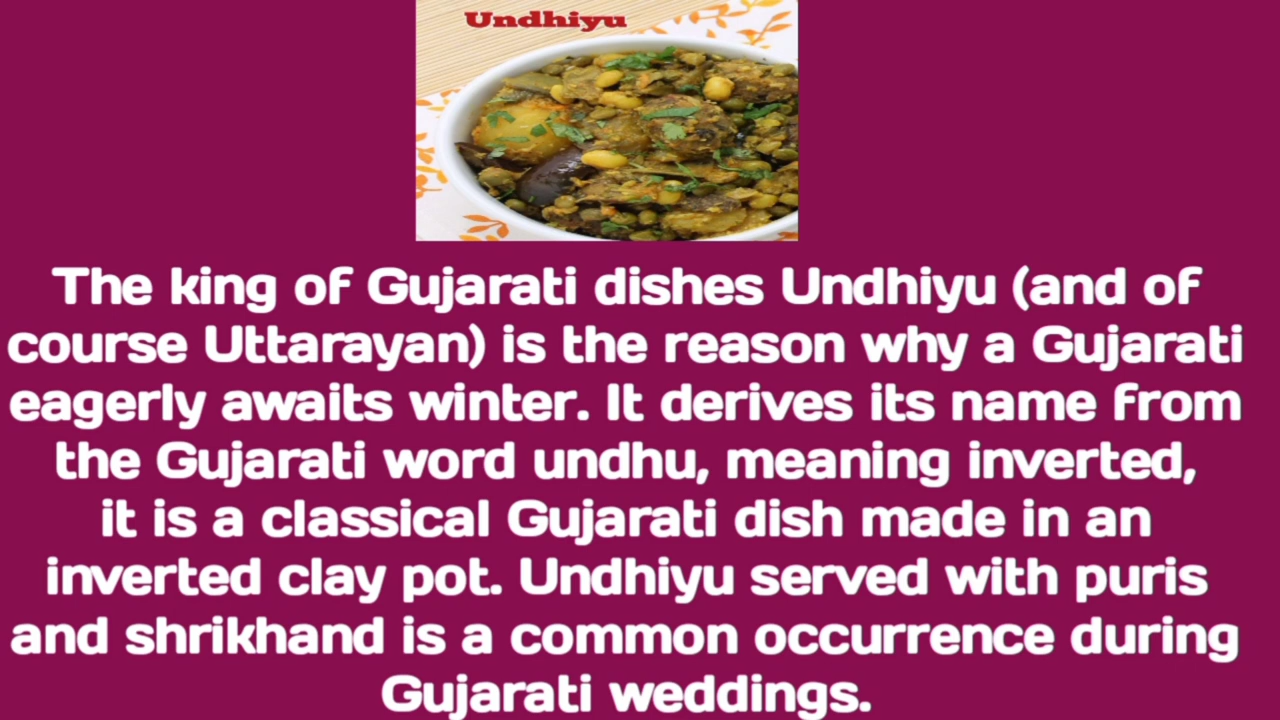 Undhiyu
The king of Gujarati dishes Undhiyu (and of
course Uttarayan) is the reason why a Gujarati
eagerly awaits winter. It derives its name from
the Gujarati word undhu, meaning inverted,
it is a classical Gujarati dish made in an
inverted clay pot. Undhiyu served with puris
and shrikhand is a common occurrence during
Gujarati weddings.